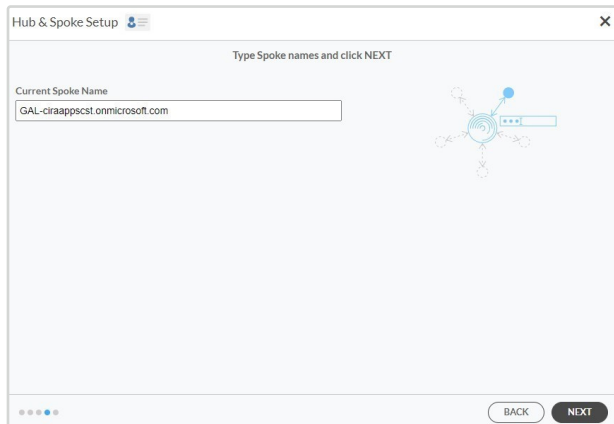 Hub & Spoke Setup
Type Spoke names and click NEXT
Current Spoke Name
GAL-ciraappscst.onmicrosoft.com
BACK
NEXT